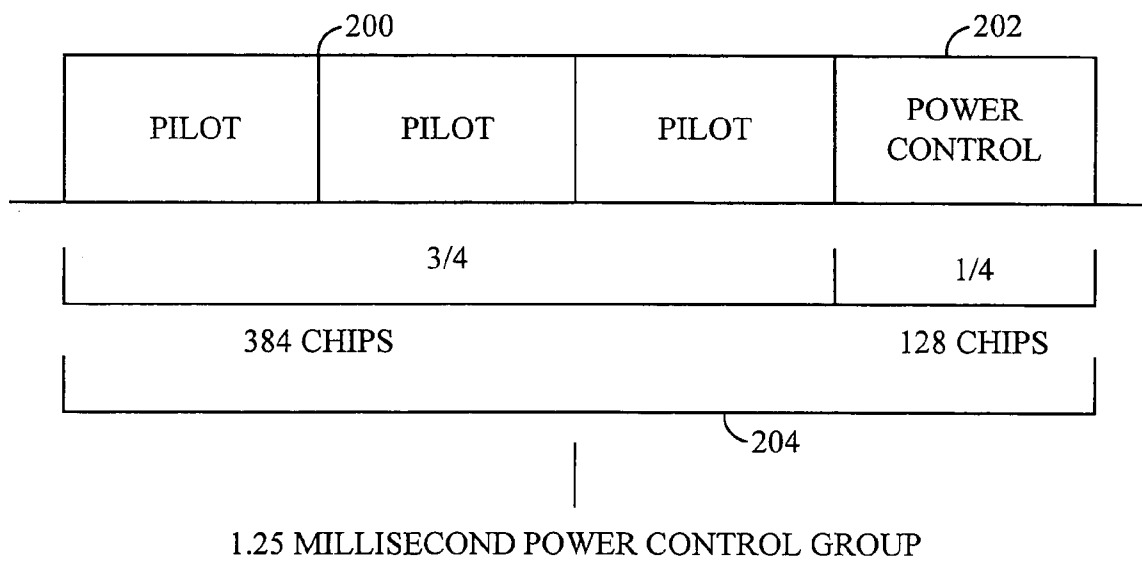 200
202
PILOT
PILOT
PILOT
POWER
CONTROL
3/4
1/4
384 CHIPS
128 CHIPS
204
1.25 MILLISECOND POWER CONTROL GROUP